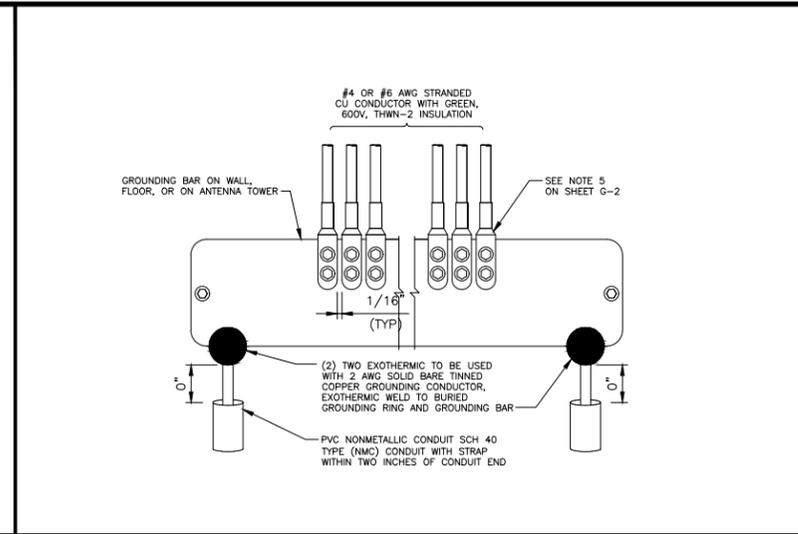 #4 OR #6 AWG STRANDED
CU CONDUCTOR WITH GREEN,
600V, THWN-2 INSULATION
GROUNDING BAR ON WALL,
FLOOR, OR ON ANTENNA TOWER
SEE NOTE 5
ON SHEET G-2
1/16"
(TYP)
0"
0"
(2) TWO EXOTHERMIC TO BE USED
WITH 2 AWG SOLID BARE TINNED
COPPER GROUNDING CONDUCTOR,
EXOTHERMIC WELD TO BURIED
GROUNDING RING AND GROUNDING BAR
PVC NONMETALLIC CONDUIT SCH 40
TYPE (NMC) CONDUIT WITH STRAP
WITHIN TWO INCHES OF CONDUIT END